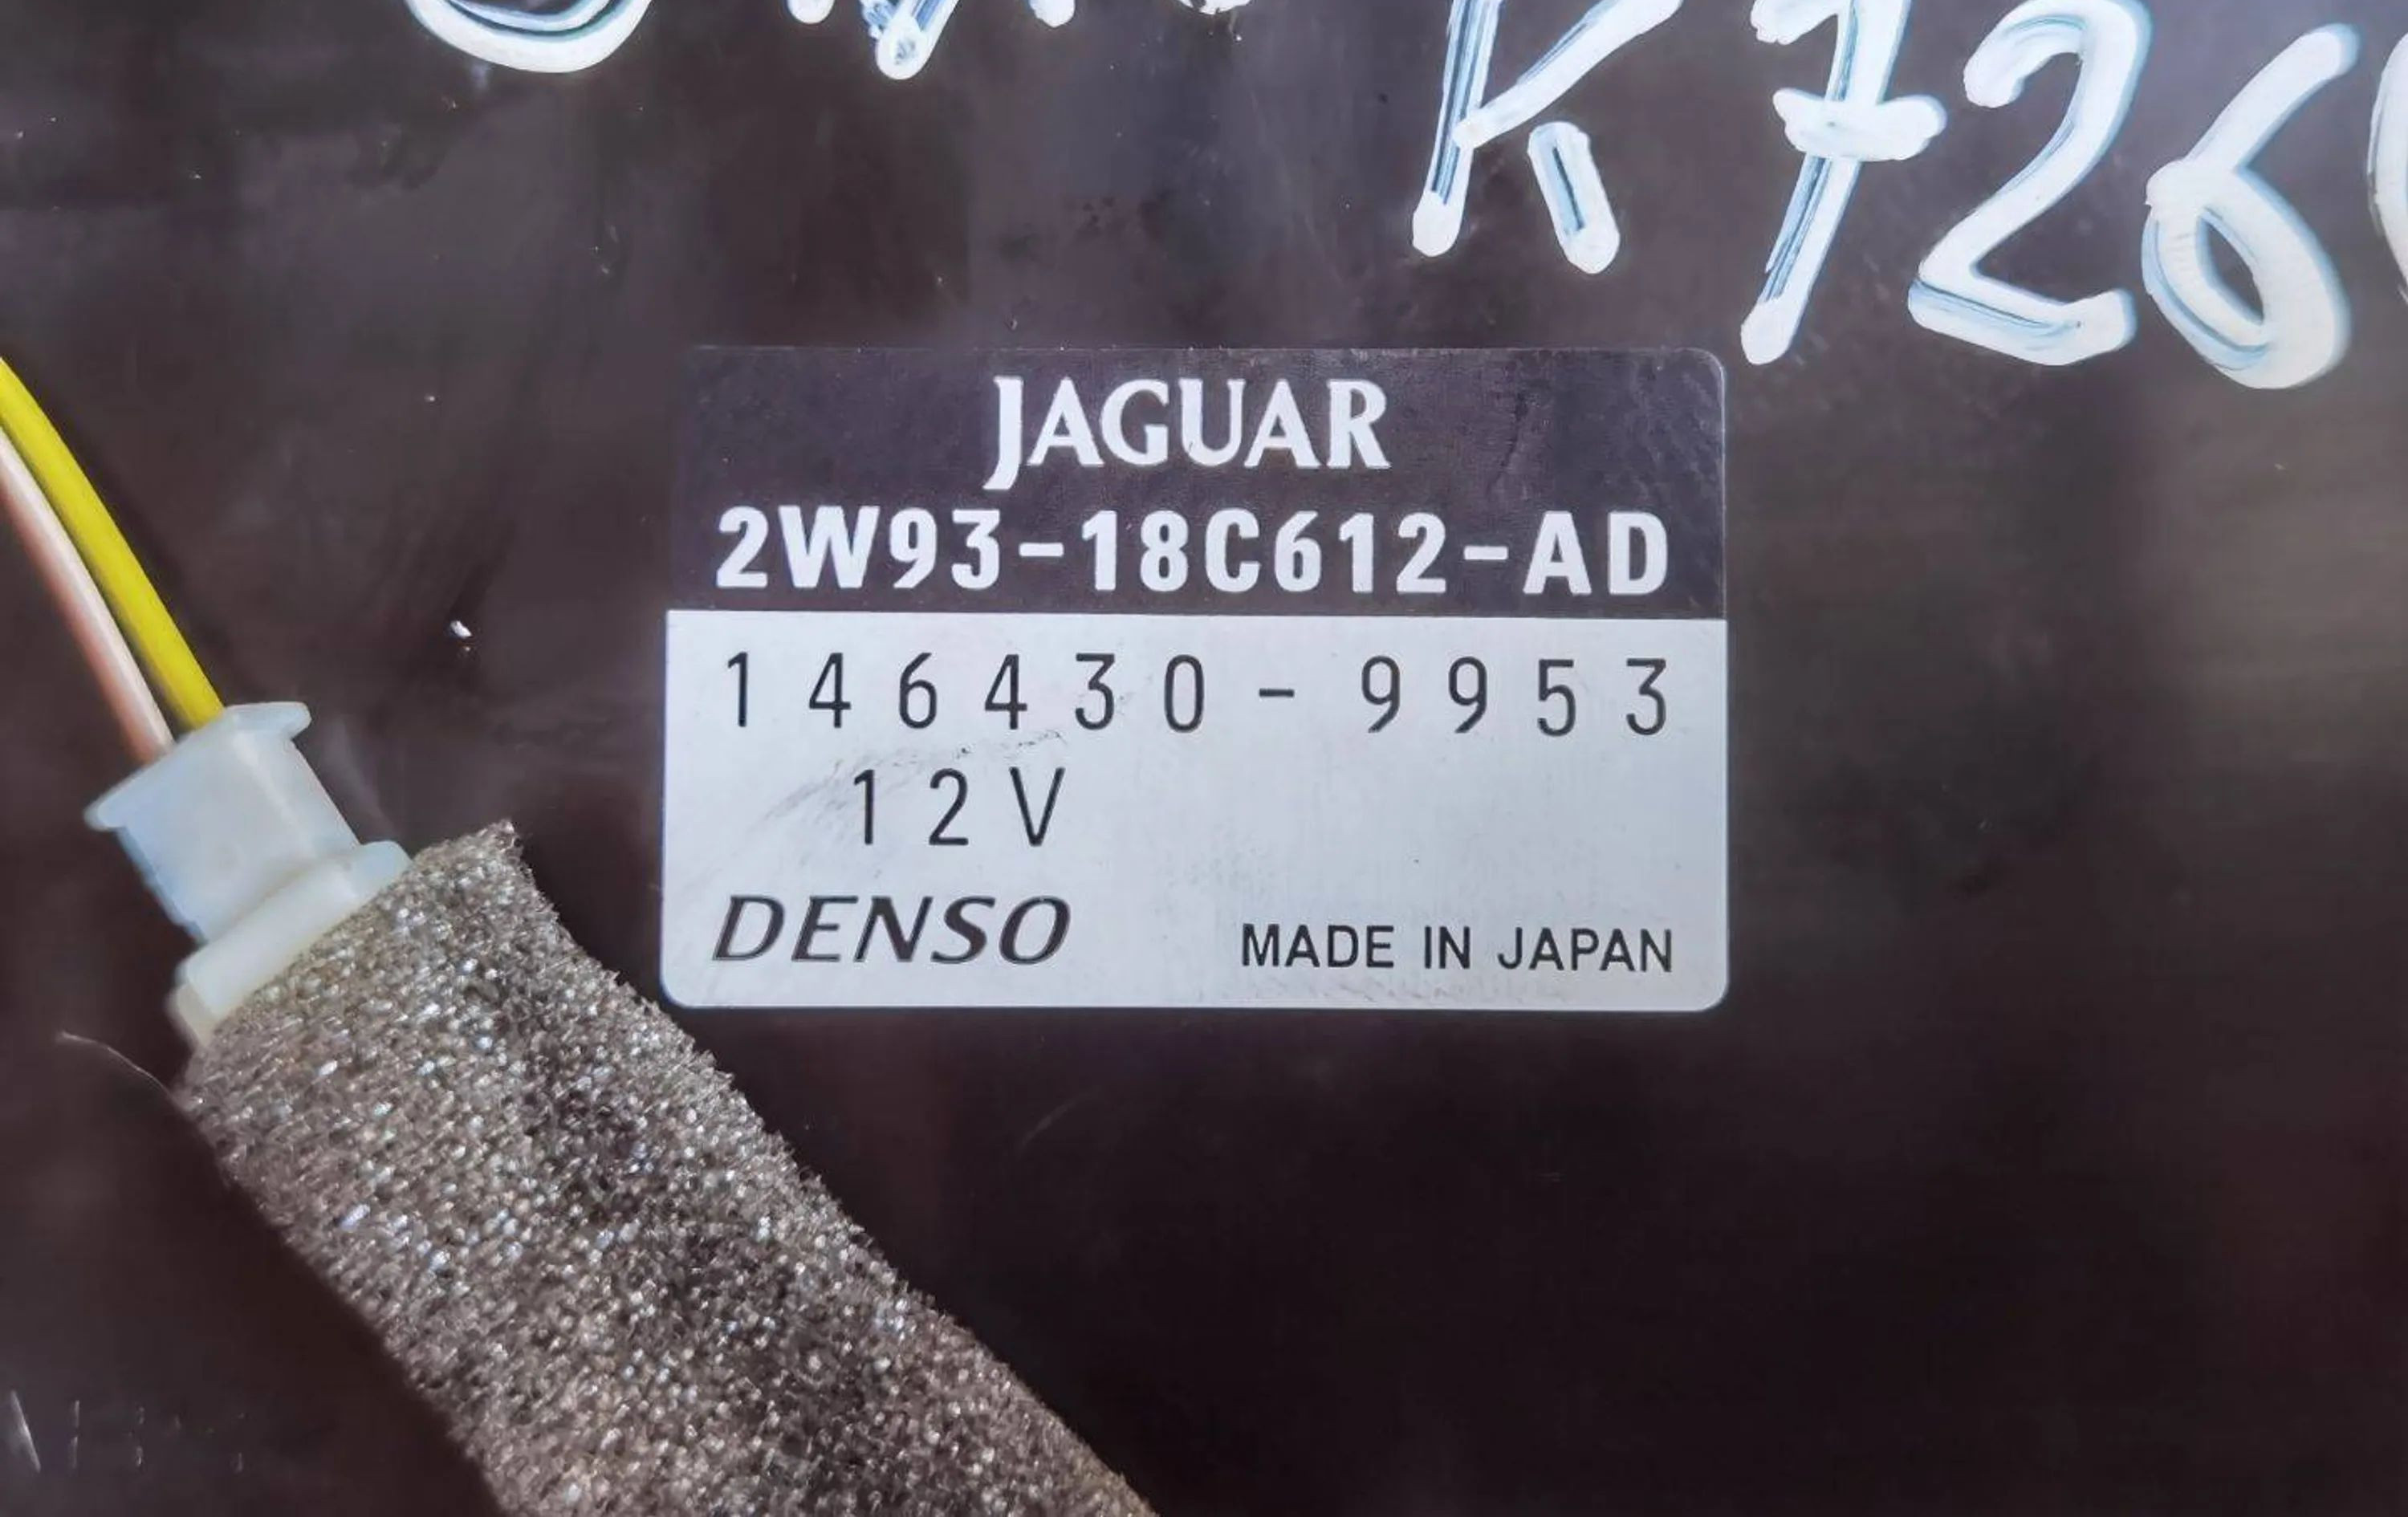 K726
JAGUAR
2W93-18C612-AD
146430-9953
12V
DENSO
MADE IN JAPAN